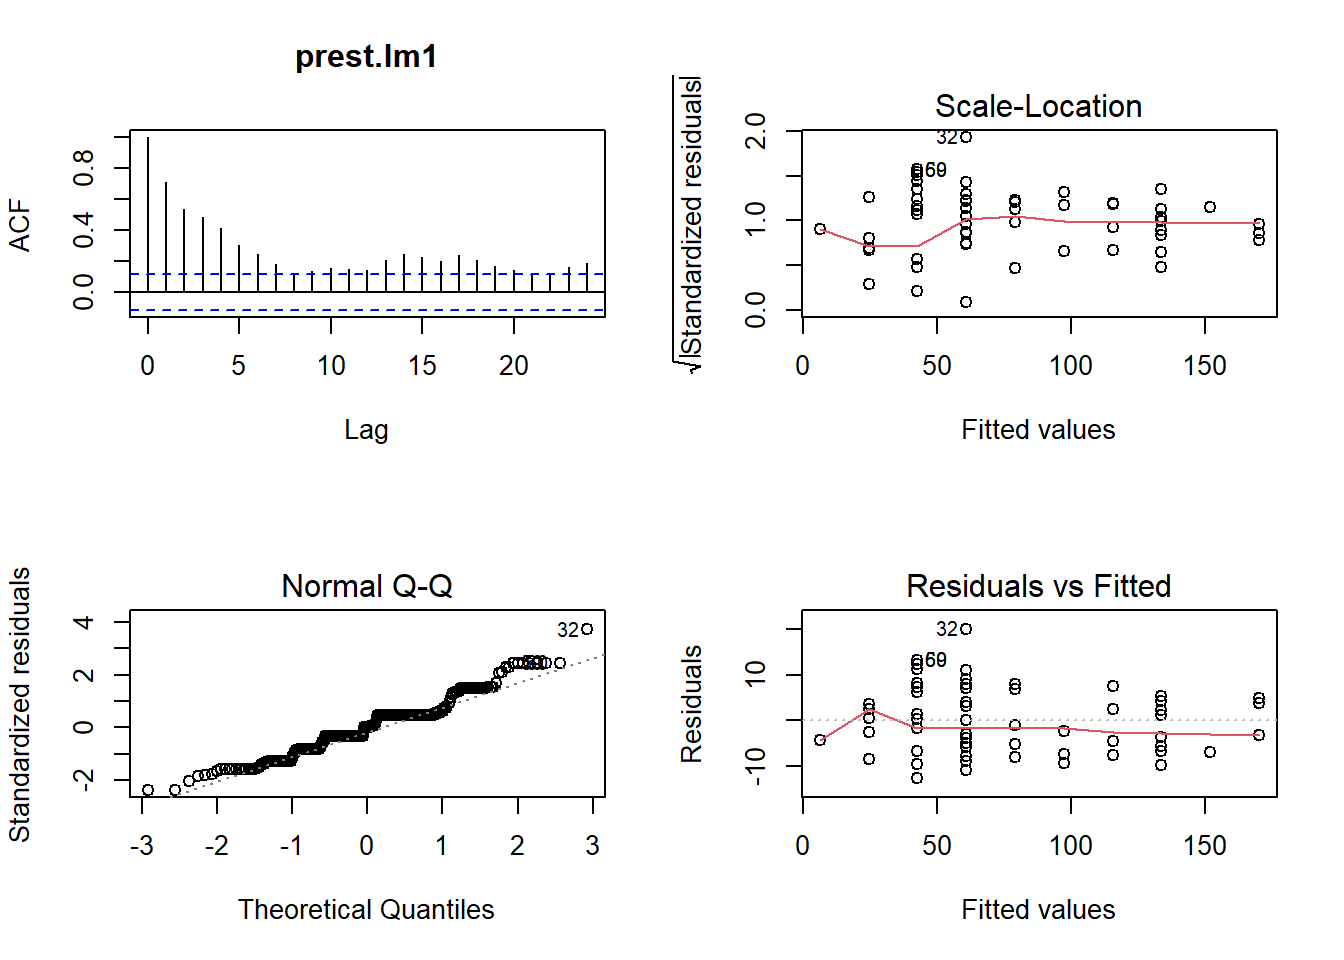 prest.lm1
ACF
0.0 0.4 0.8
0 5 10 15 20
Lag
Scale-Location
√|Standardized residuals|
0.0 1.0 2.0
32
69
0 50 100 150
Fitted values
Normal Q-Q
Standardized residuals
-2 0 2 4
32
-3 -2 -1 0 1 2 3
Theoretical Quantiles
Residuals vs Fitted
Residuals
-10 10
32
0 50 100 150
Fitted values